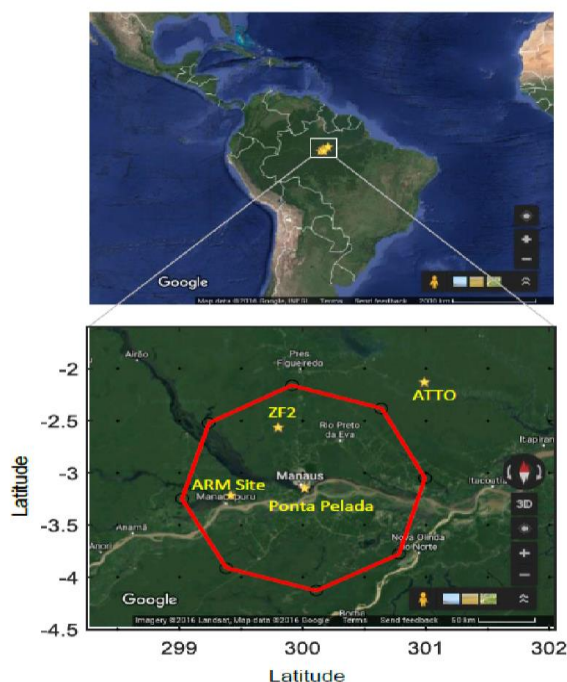 Google
Map data ©2016 Google, INEGI Terms Send feedback 2000 km
-2
-2.5
-3
-3.5
-4
-4.5
Latitude
Airão
Pres.
Figueiredo
ATTO
ZF2
Rio Preto
da Eva
Itapiran
Manaus
ARM Site
Manacapuru
Ponta Pelada
Itacoatia
3D
Anamã
Anori
Nova Olinda
do Norte
Borba
Google
Imagery ©2016 Landsat, Map data ©2016 Google Terms Send feedback 50 km
299
300
301
302
Latitude